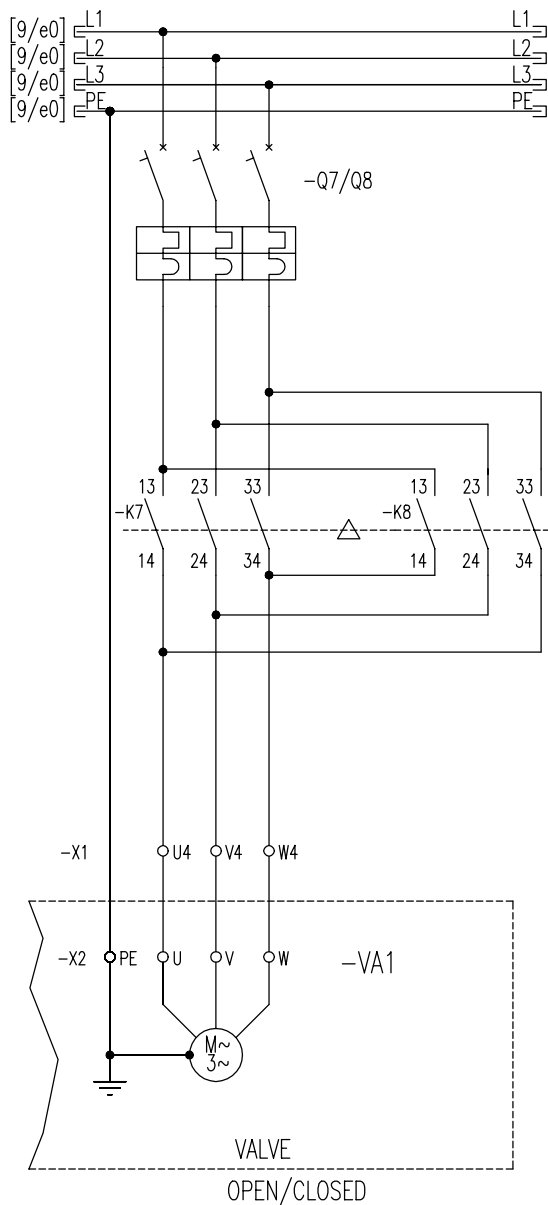 [9/e0] L1 L1
[9/e0] L2 L2
[9/e0] L3 L3
[9/e0] PE PE
-Q7/Q8
13 23 33 13 23 33
-K7 -K8
14 24 34 14 24 34
-X1 U4 V4 W4
-X2 PE U V W -VA1
M~
3~
VALVE
OPEN/CLOSED